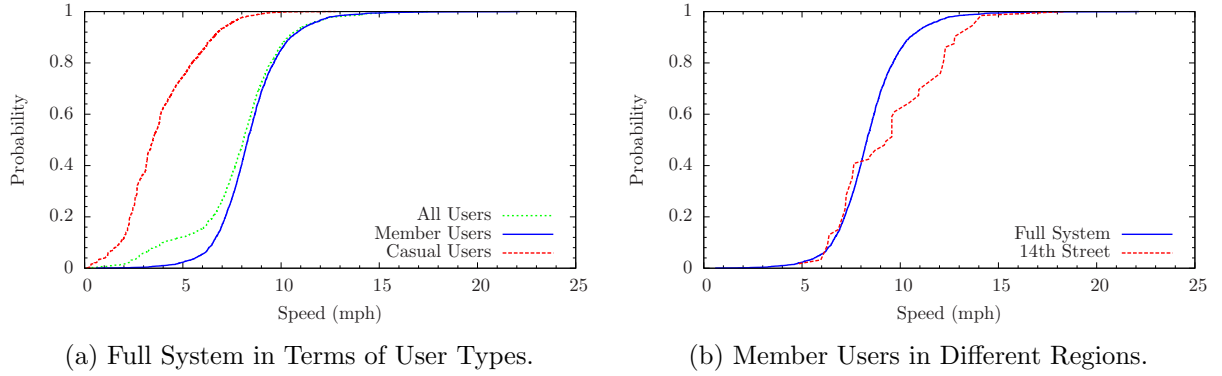 1
0.8
0.6
0.4
0.2
0
Probability
0 5 10 15 20 25
Speed (mph)
All Users
Member Users
Casual Users
(a) Full System in Terms of User Types.
1
0.8
0.6
0.4
0.2
0
Probability
0 5 10 15 20 25
Speed (mph)
Full System
14th Street
(b) Member Users in Different Regions.